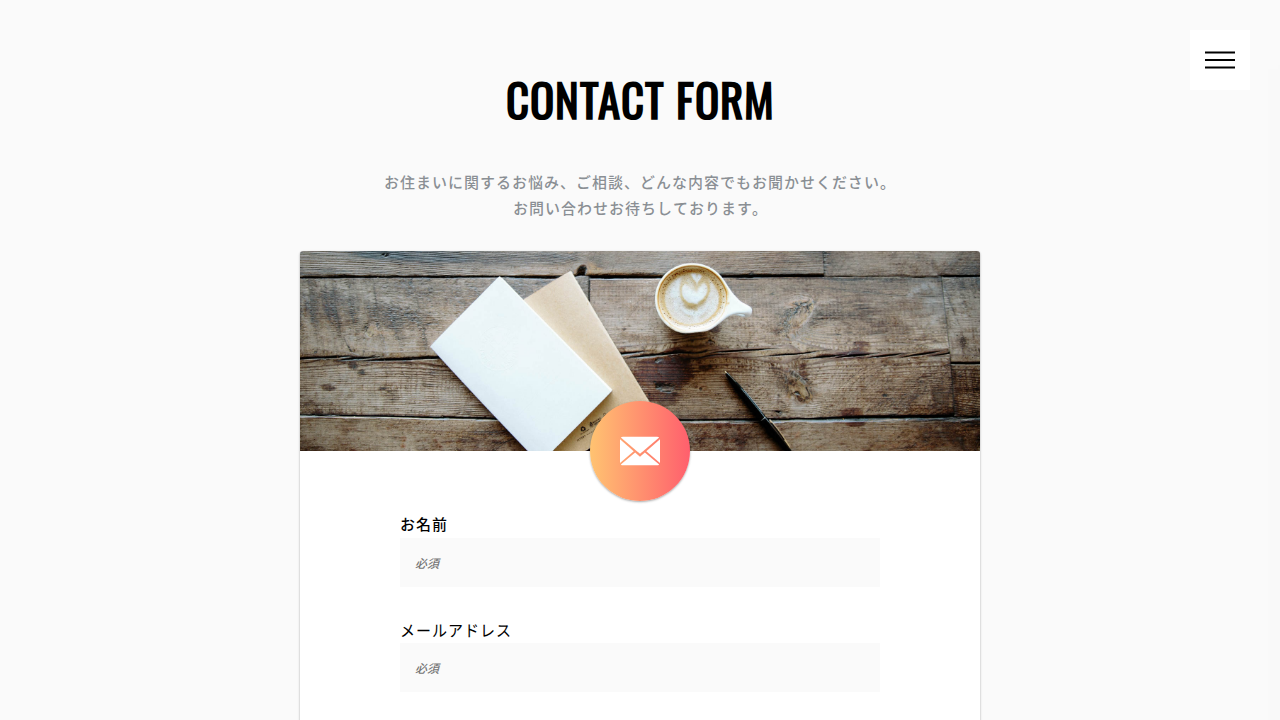 CONTACT FORM
お住まいに関するお悩み、ご相談、どんな内容でもお聞かせください。
お問い合わせお待ちしております。
お名前
必須
メールアドレス
必須